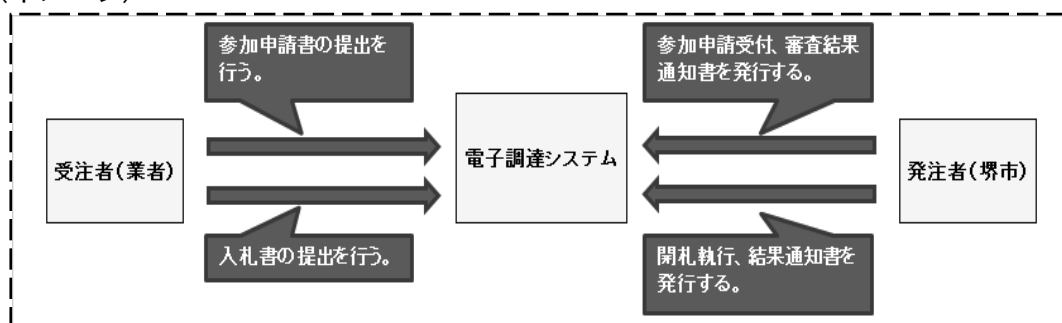 参加申請書の提出を
行う。
参加申請受付、審査結果
通知書を発行する。
受注者(業者)
電子調達システム
発注者(堺市)
入札書の提出を行う。
開札執行、結果通知書を
発行する。